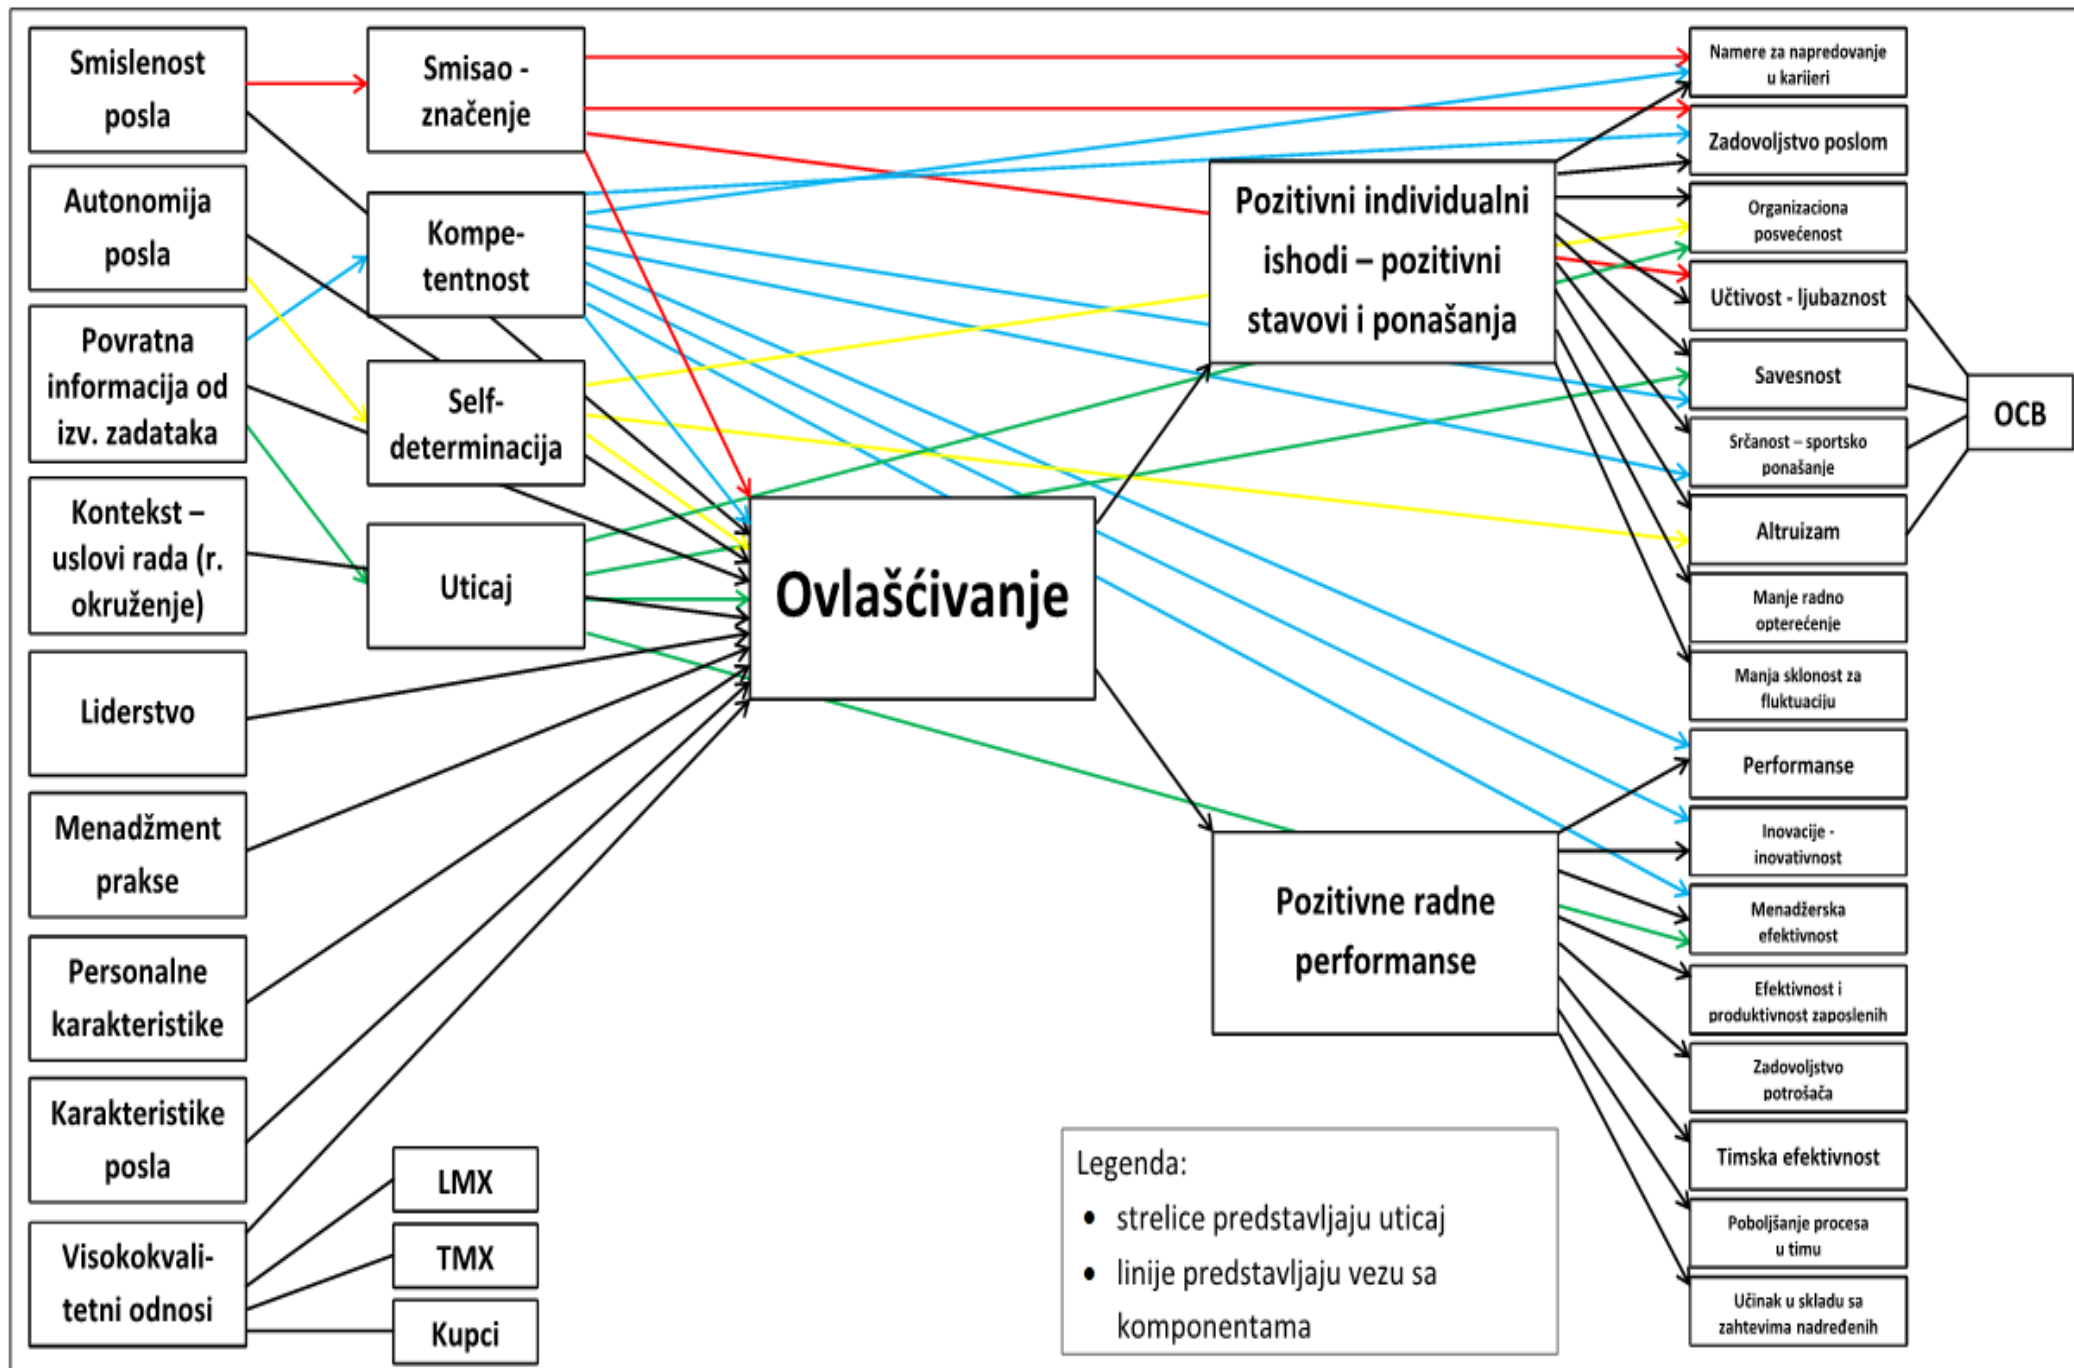 Smislenost
posla
Autonomija
posla
Povratna
informacija od
izv. zadataka
Kontekst –
uslovi rada (r.
okruženje)
Liderstvo
Menadžment
prakse
Personalne
karakteristike
Karakteristike
posla
Visokokvali-
tetni odnosi
Smisao -
značenje
Kompe-
tentnost
Self-
determinacija
Uticaj
LMX
TMX
Kupci
Ovlašćivanje
Pozitivni individualni
ishodi – pozitivni
stavovi i ponašanja
Pozitivne radne
performanse
Legenda:
• strelice predstavljaju uticaj
• linije predstavljaju vezu sa
komponentama
Namere za napredovanje
u karijeri
Zadovoljstvo poslom
Organizaciona
posvećenost
Učtivost - ljubaznost
Savesnost
Srčanost – sportsko
ponašanje
Altruizam
Manje radno
opterećenje
Manja sklonost za
fluktuaciju
Performanse
Inovacije -
inovativnost
Menadžerska
efektivnost
Efektivnost i
produktivnost zaposlenih
Zadovoljstvo
potrošača
Timska efektivnost
Poboljšanje procesa
u timu
Učinak u skladu sa
zahtevima nadređenih
OCB